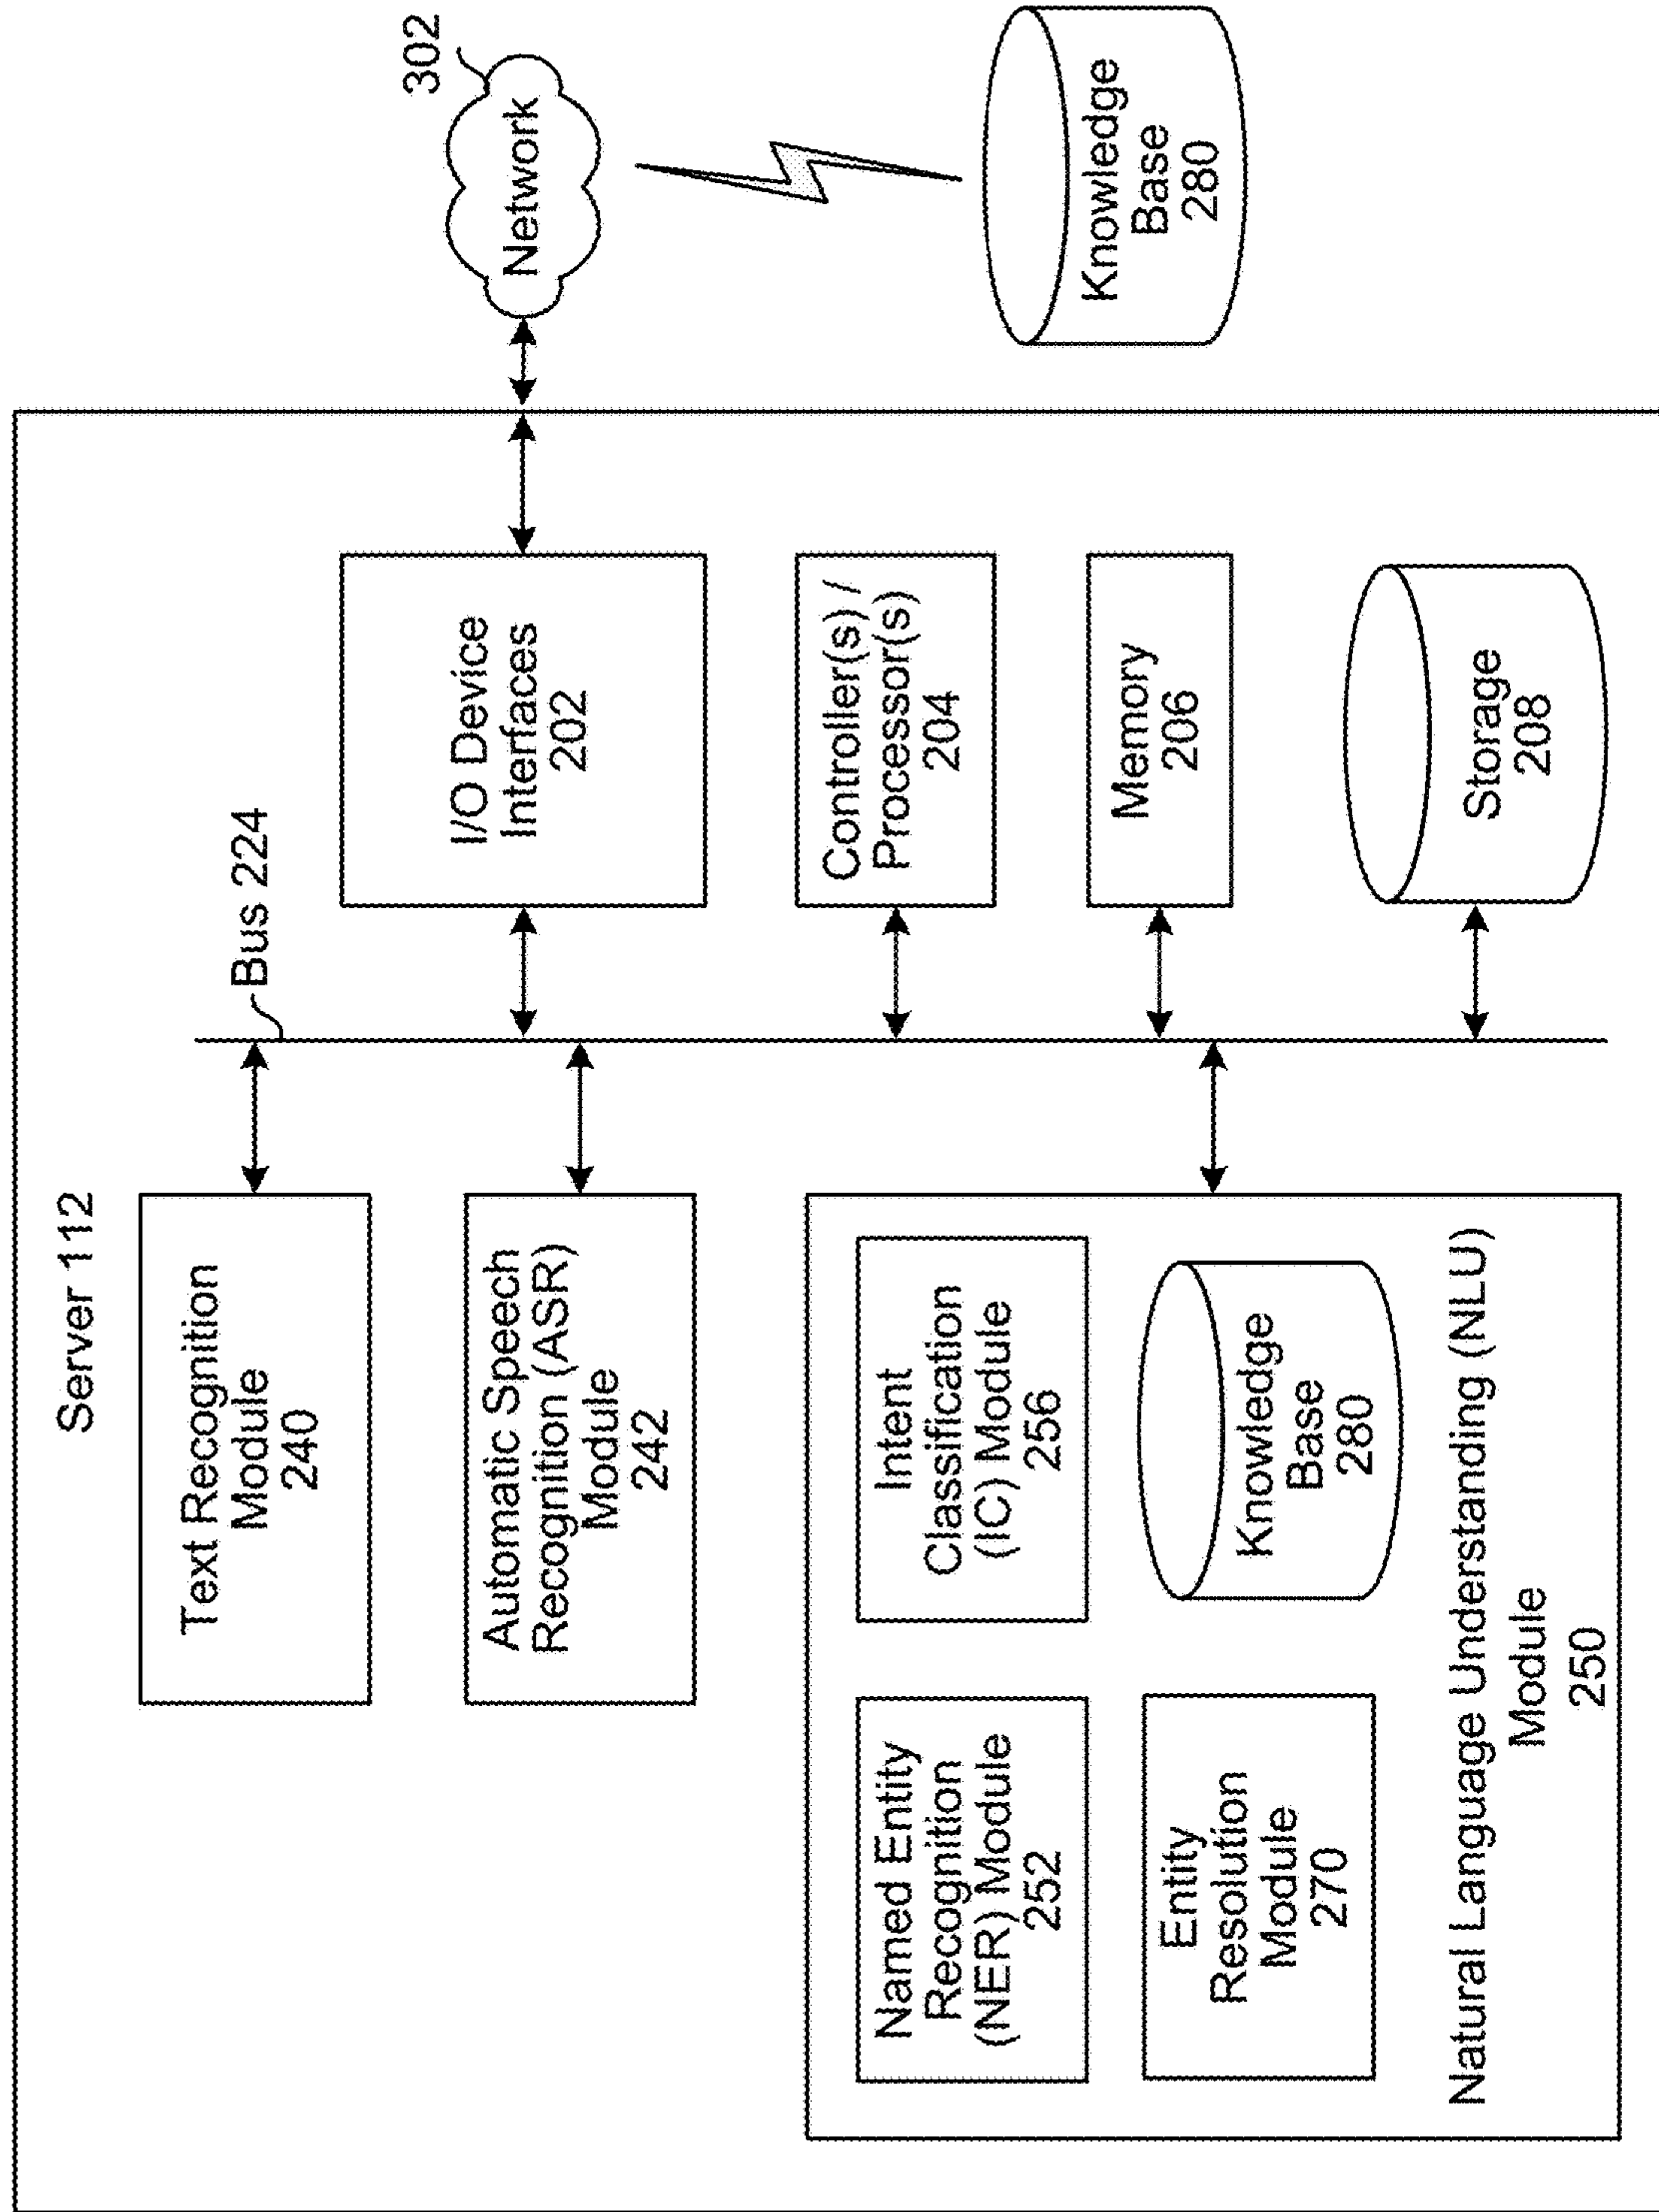 Server 112
Text Recognition
Module
240
Automatic Speech
Recognition (ASR)
Module
242
Named Entity
Recognition
(NER) Module
252
Intent
Classification
(IC) Module
256
Entity
Resolution
Module
270
Knowledge
Base
280
Natural Language Understanding (NLU)
Module
250
Bus 224
I/O Device
Interfaces
202
Controller(s) /
Processor(s)
204
Memory
206
Storage
208
302
Network
Knowledge
Base
280